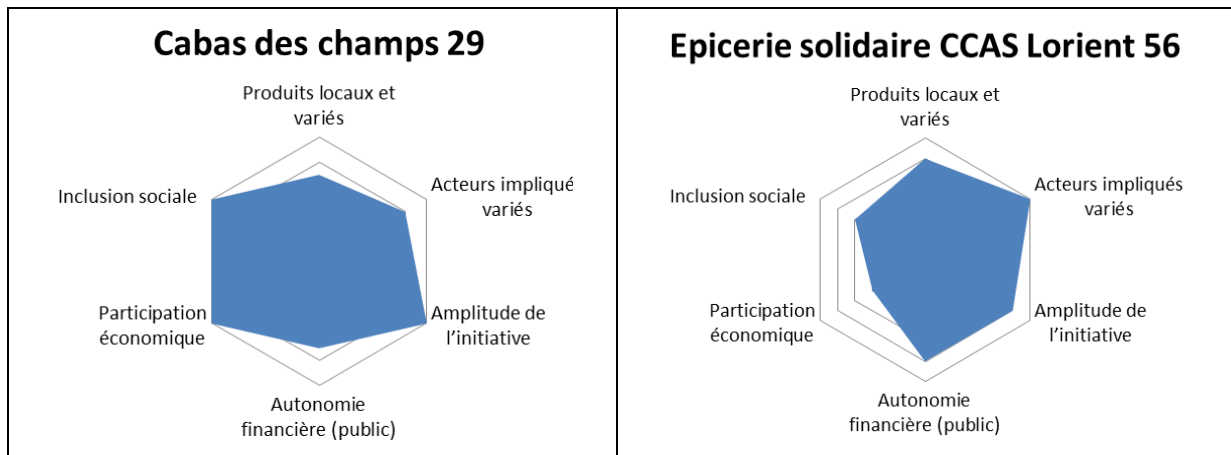 Cabas des champs 29
Produits locaux et
variés
Inclusion sociale
Acteurs impliqué
variés
Participation
économique
Amplitude de
l’initiative
Autonomie
financière (public)
Epicerie solidaire CCAS Lorient 56
Produits locaux et
variés
Inclusion sociale
Acteurs impliqués
variés
Participation
économique
Amplitude de
l’initiative
Autonomie
financière (public)